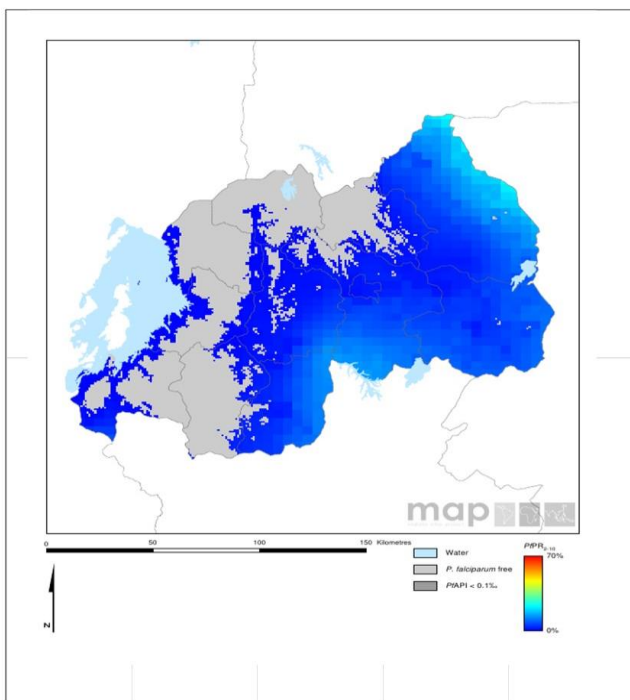 map
0 50 100 150 Kilometres
Water
P. falciparum free
PfAPI < 0.1‰
PfPR2-10
70%
0%
N